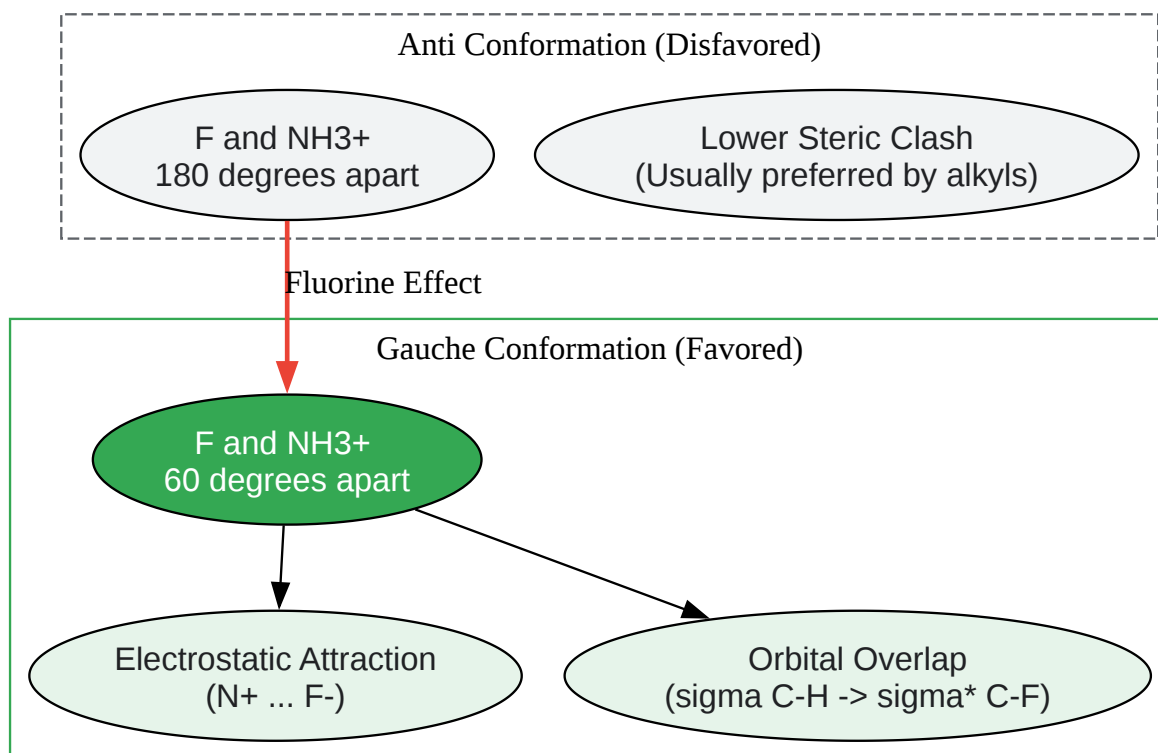 Anti Conformation (Disfavored)
F and NH3+
180 degrees apart
Lower Steric Clash
(Usually preferred by alkyls)
Fluorine Effect
Gauche Conformation (Favored)
F and NH3+
60 degrees apart
Electrostatic Attraction
(N+ ... F-)
Orbital Overlap
(sigma C-H -> sigma* C-F)